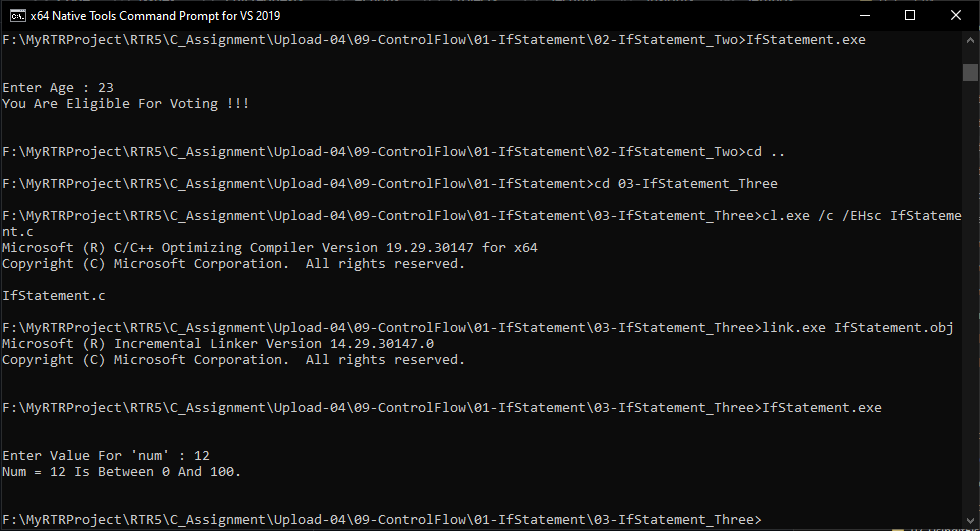 x64 Native Tools Command Prompt for VS 2019
F:\MyRTRProject\RTR5\C_Assignment\Upload-04\09-ControlFlow\01-IfStatement\02-IfStatement_Two>IfStatement.exe
Enter Age : 23
You Are Eligible For Voting !!!
F:\MyRTRProject\RTR5\C_Assignment\Upload-04\09-ControlFlow\01-IfStatement\02-IfStatement_Two>cd ..
F:\MyRTRProject\RTR5\C_Assignment\Upload-04\09-ControlFlow\01-IfStatement>cd 03-IfStatement_Three
F:\MyRTRProject\RTR5\C_Assignment\Upload-04\09-ControlFlow\01-IfStatement\03-IfStatement_Three>cl.exe /c /EHsc IfStateme
nt.c
Microsoft (R) C/C++ Optimizing Compiler Version 19.29.30147 for x64
Copyright (C) Microsoft Corporation.  All rights reserved.
IfStatement.c
F:\MyRTRProject\RTR5\C_Assignment\Upload-04\09-ControlFlow\01-IfStatement\03-IfStatement_Three>link.exe IfStatement.obj
Microsoft (R) Incremental Linker Version 14.29.30147.0
Copyright (C) Microsoft Corporation.  All rights reserved.
F:\MyRTRProject\RTR5\C_Assignment\Upload-04\09-ControlFlow\01-IfStatement\03-IfStatement_Three>IfStatement.exe
Enter Value For 'num' : 12
Num = 12 Is Between 0 And 100.
F:\MyRTRProject\RTR5\C_Assignment\Upload-04\09-ControlFlow\01-IfStatement\03-IfStatement_Three>